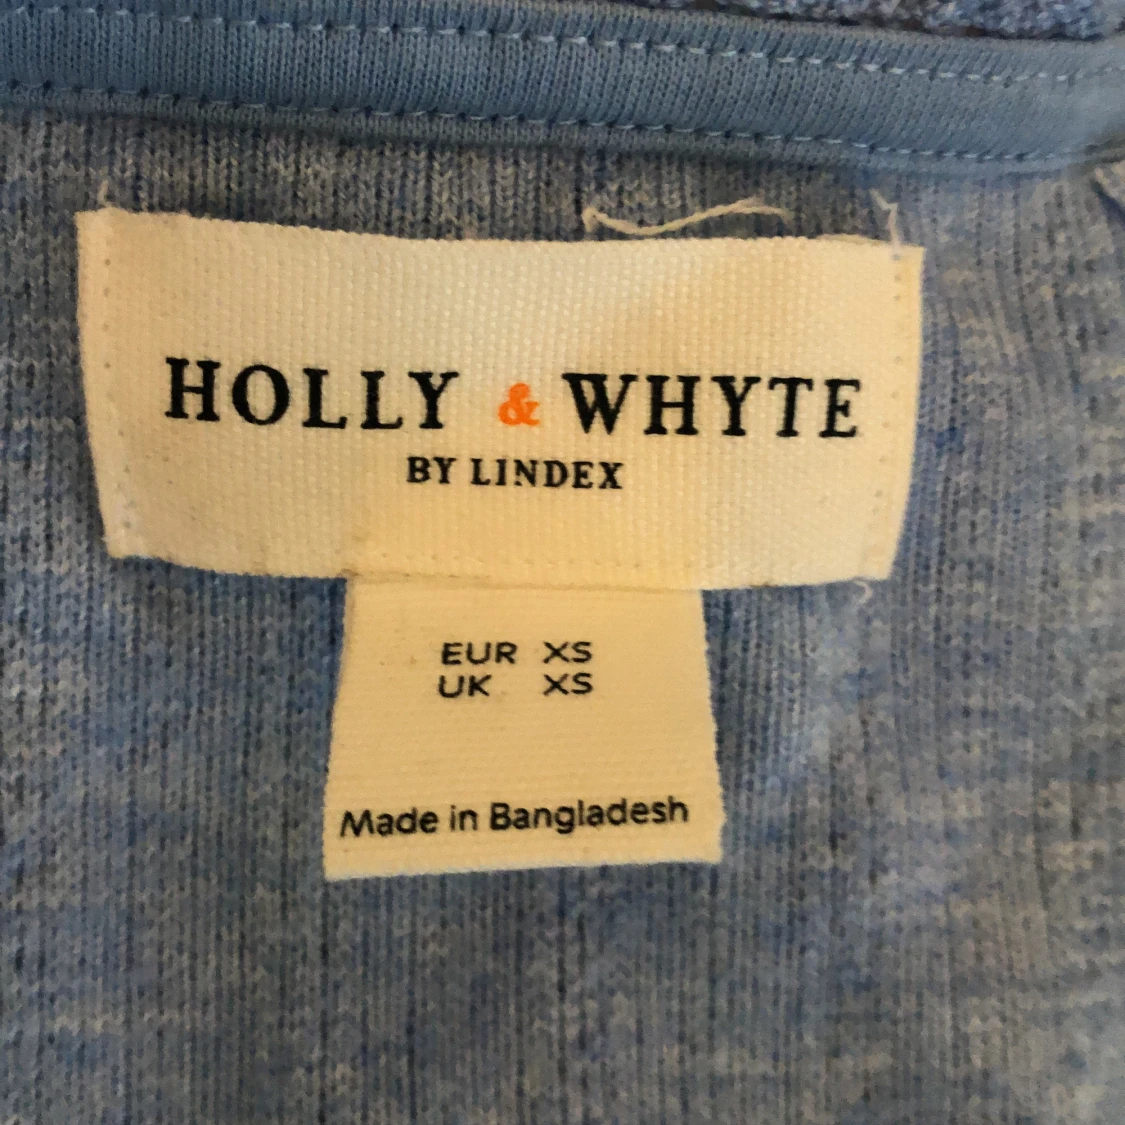 HOLLY & WHYTE
BY LINDEX
EUR XS
UK XS
Made in Bangladesh